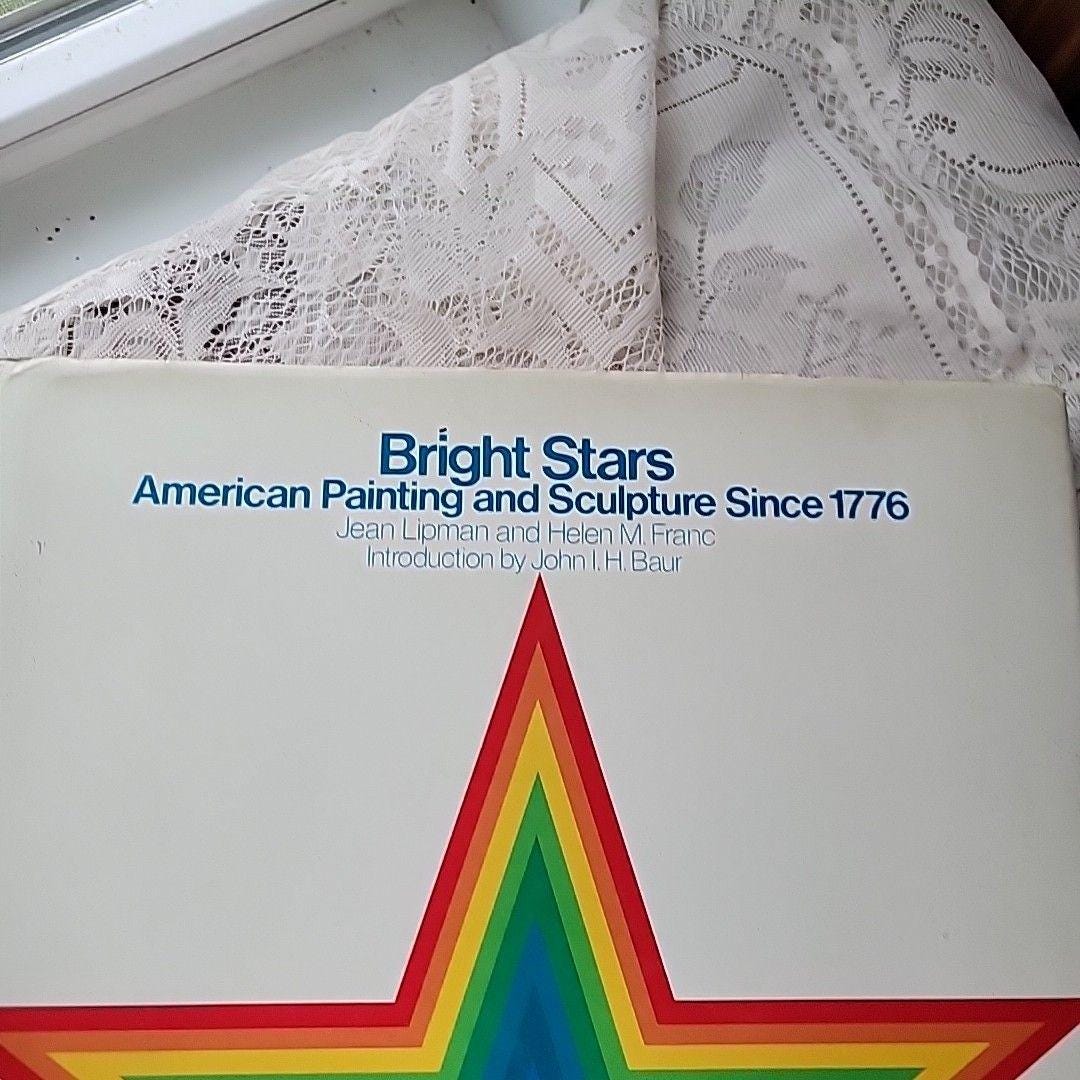 Bright Stars
American Painting and Sculpture Since 1776
Jean Lipman and Helen M. Franc
Introduction by John I. H. Baur